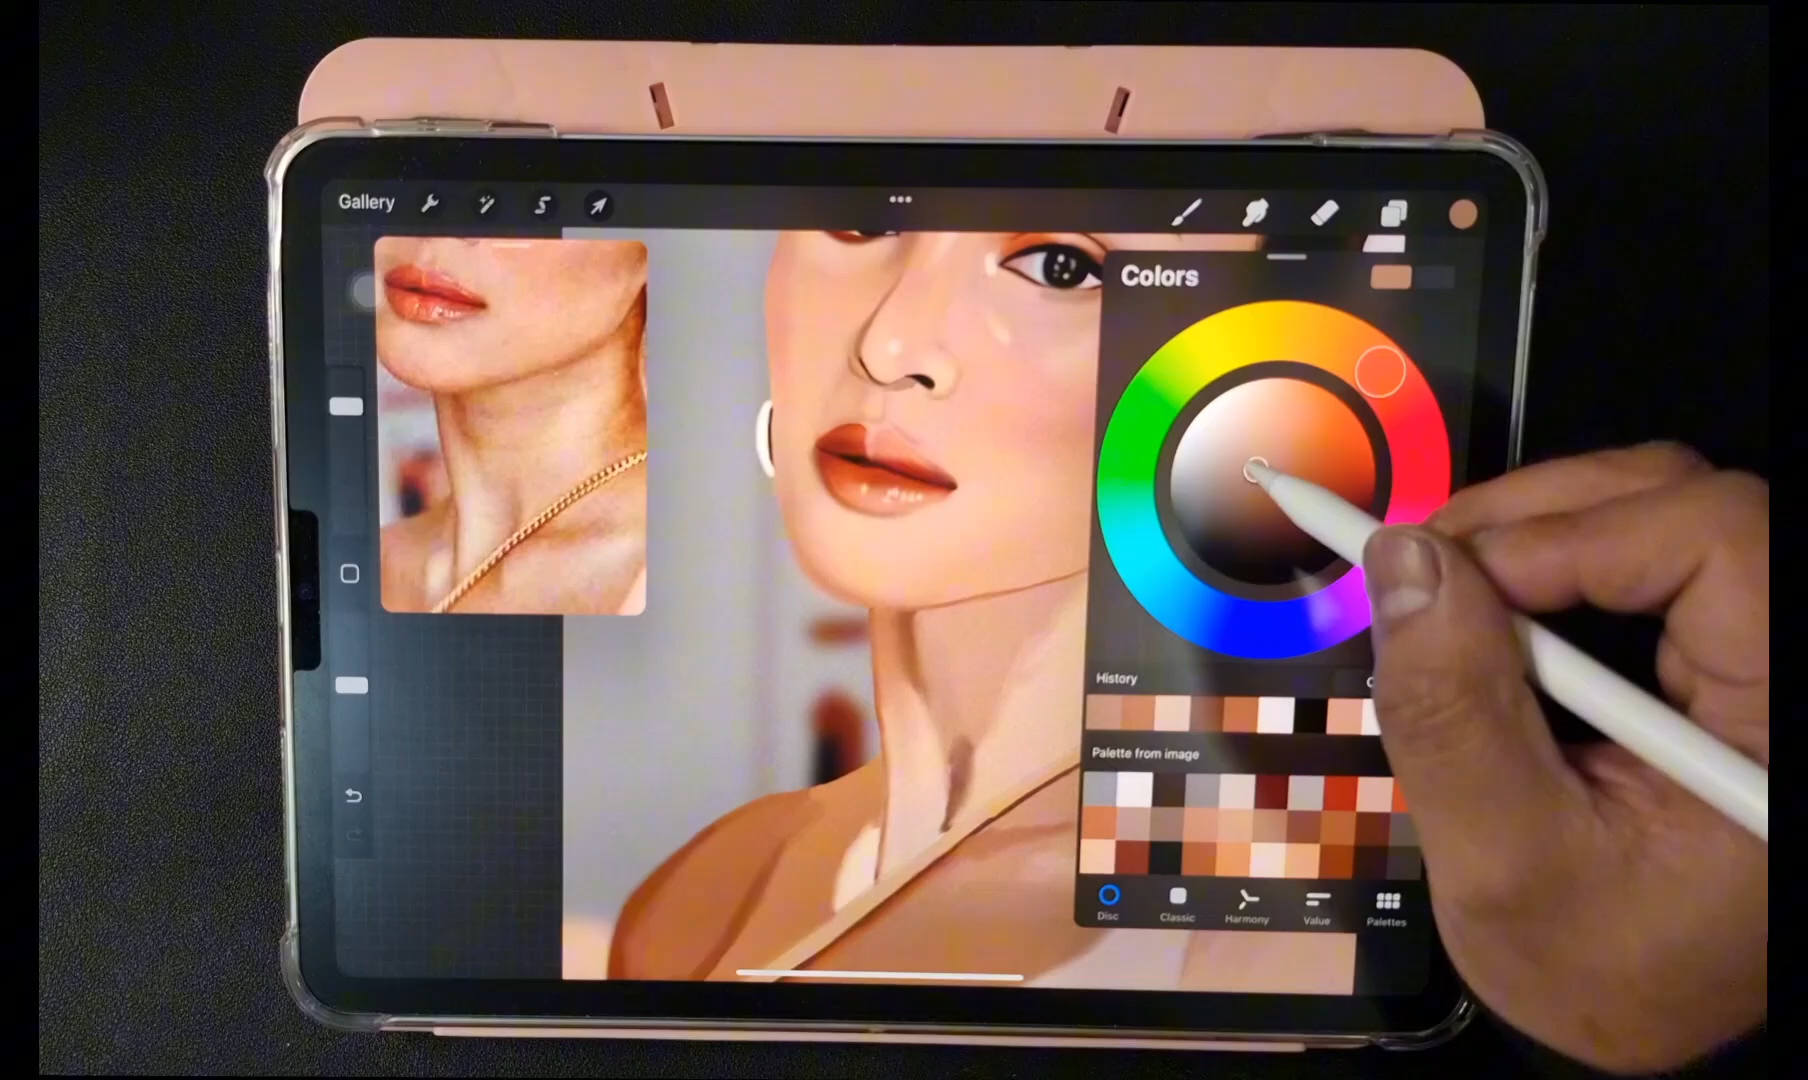 Gallery
Colors
History
Palette from image
Disc
Classic
Harmony
Value
Palettes